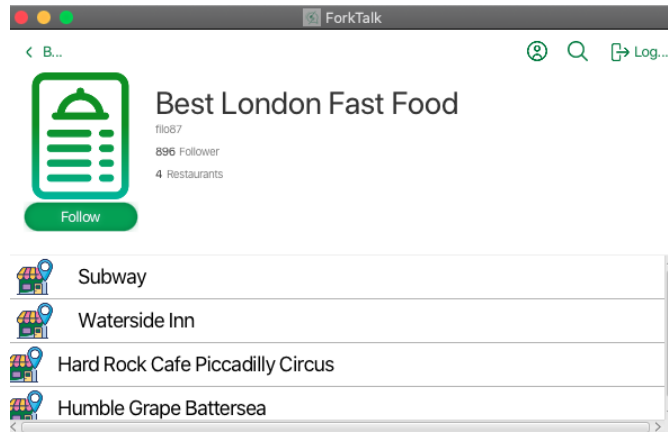 ForkTalk
B...
Log...
Best London Fast Food
filo87
896 Follower
4 Restaurants
Follow
Subway
Waterside Inn
Hard Rock Cafe Piccadilly Circus
Humble Grape Battersea